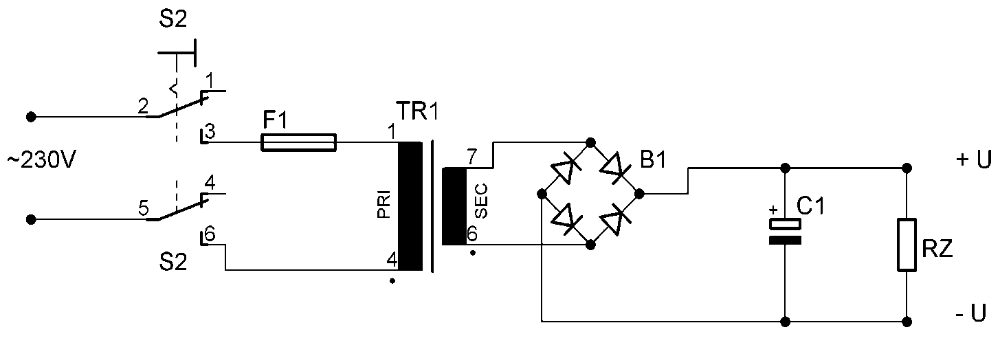 S2
1
2
3
~230V
4
5
6
S2
F1
TR1
1
PRI
4
7
SEC
6
B1
+
C1
RZ
+ U
- U